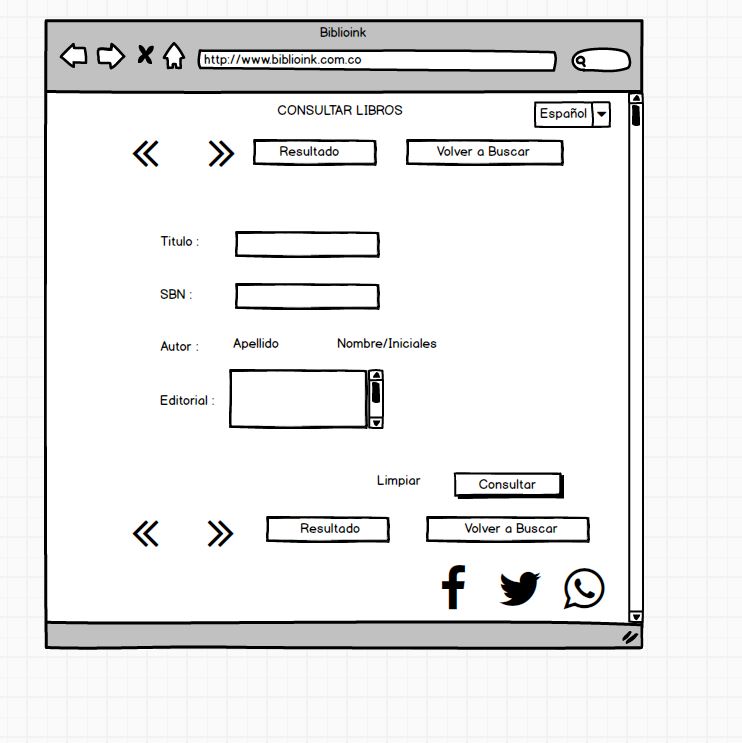 Biblioink
http://www.biblioink.com.co
CONSULTAR LIBROS
Español
Resultado
Volver a Buscar
Titulo :
SBN :
Autor :
Apellido
Nombre/Iniciales
Editorial :
Limpiar
Consultar
Resultado
Volver a Buscar